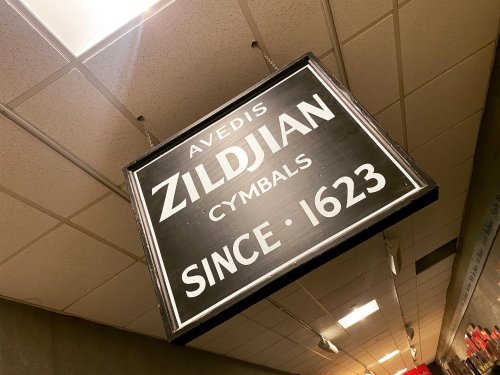 AVEDIS
ZILDJIAN
CYMBALS
SINCE · 1623